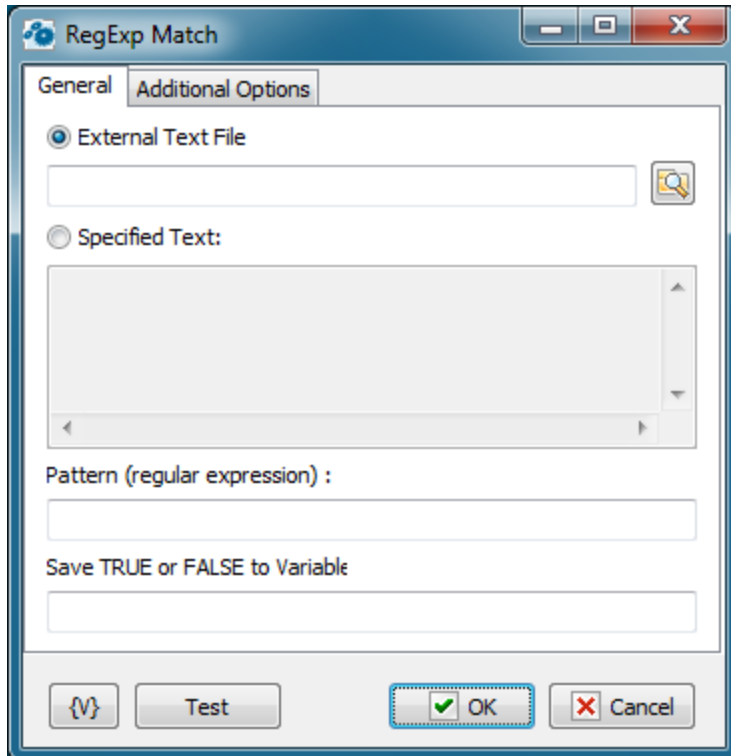 RegExp Match
General Additional Options
External Text File
Specified Text:
Pattern (regular expression) :
Save TRUE or FALSE to Variable
{V} Test OK Cancel